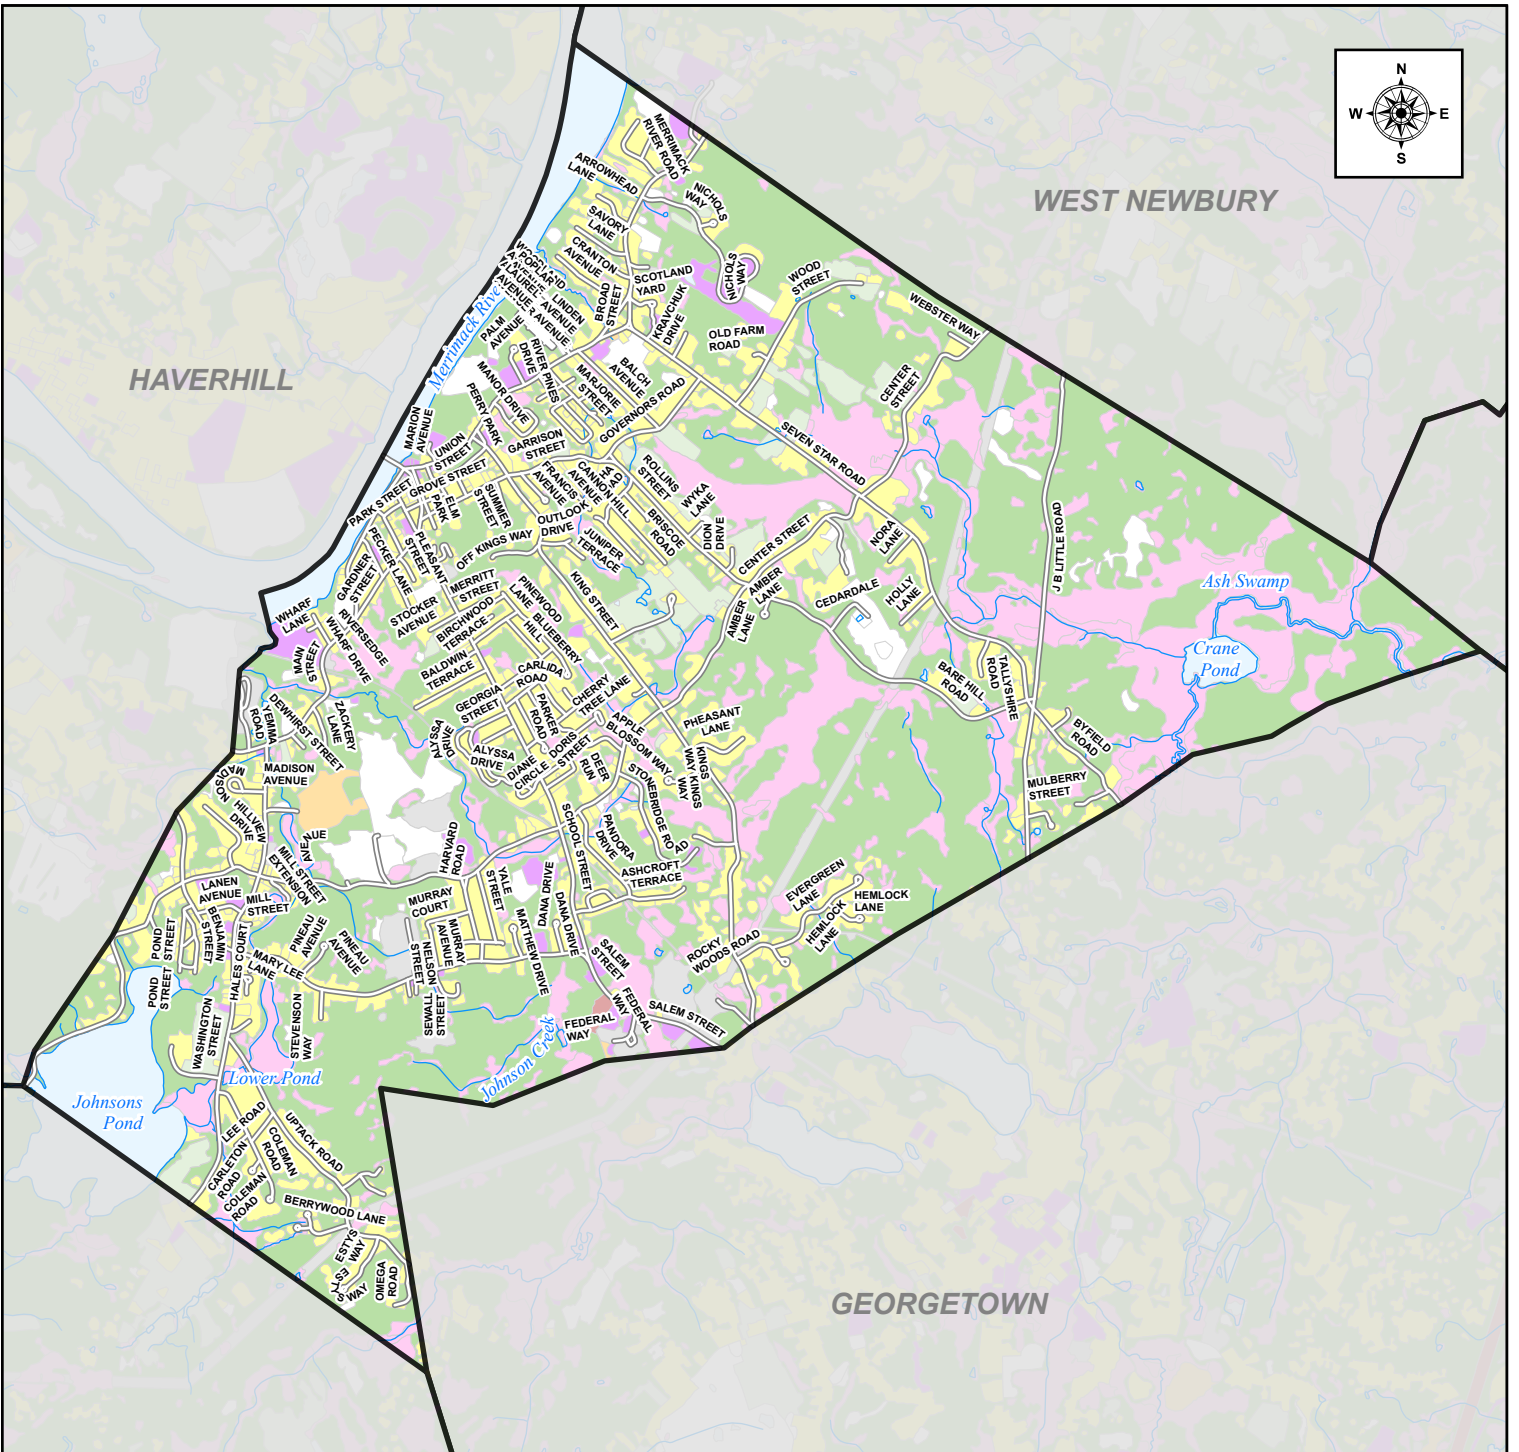 N
W
E
S
WEST NEWBURY
HAVERHILL
GEORGETOWN
Merrimack River
Ash Swamp
Crane
Pond
Johnsons
Pond
Lower Pond
Johnson Creek
MERRIMACK
RIVER ROAD
ARROWHEAD
LANE
NICHOLS
WAY
SAVORY
LANE
CRANTON
AVENUE
SCOTLAND
YARD
NICHOLS
WAY
WOOD
STREET
WEBSTER WAY
POPLAR
LAUREL
AVENUE
LINDEN
AVENUE
AVENUE
BROAD
STREET
KRAVCHUK
DRIVE
OLD FARM
ROAD
PALM
AVENUE
RIVER PINES
DRIVE
BALCH
AVENUE
MARJORIE
STREET
CENTER
STREET
MANOR DRIVE
PERRY PARK
GOVERNORS ROAD
MARION
AVENUE
UNION
STREET
GARRISON
STREET
SEVEN STAR ROAD
GROVE STREET
PARK STREET
ELM
PARK
SUMMER
STREET
FRANCIS
AVENUE
CANNON HILL
AVENUE
ROLLINS
STREET
WYKA
LANE
OUTLOOK
DRIVE
BRISCOE
ROAD
DION
DRIVE
NORA
LANE
J B LITTLE ROAD
PECKER LANE
PLEASANT
STREET
OFF KINGS WAY
JUNIPER
TERRACE
CENTER STREET
GARDNER
STREET
MERRITT
STREET
PINEWOOD
LANE
KING STREET
AMBER
LANE
AMBER
LANE
CEDARDALE
HOLLY
LANE
WHARF
LANE
RIVERSEDGE
WHARF DRIVE
STOCKER
AVENUE
BIRCHWOOD
TERRACE
BLUEBERRY
HILL
MAIN
STREET
BALDWIN
TERRACE
CARLIDA
ROAD
CHERRY
TREE LANE
BARE HILL
ROAD
TALLYSHIRE
ROAD
YEMMA
ROAD
DEWHIRST STREET
ZACKERY
LANE
GEORGIA
STREET
PARKER
ROAD
APPLE
BLOSSOM WAY
PHEASANT
LANE
BYFIELD
ROAD
ALYSSA
DRIVE
ALYSSA
DRIVE
DIANE
CIRCLE
DORIS
STREET
DEER
RUN
KINGS
WAY
KINGS
WAY
MADISON
AVENUE
MADISON
STONEBRIDGE ROAD
MULBERRY
STREET
HILLVIEW
DRIVE
AVENUE
SCHOOL STREET
PANDORA
DRIVE
MILL STREET
EXTENSION
HARVARD
ROAD
ASHCROFT
TERRACE
EVERGREEN
LANE
HEMLOCK
LANE
LANEN
AVENUE
MILL
STREET
YALE
STREET
DANA DRIVE
DANA DRIVE
MURRAY
COURT
HEMLOCK
LANE
BENJAMIN
STREET
POND
STREET
PINEAU
AVENUE
PINEAU
AVENUE
MURRAY
AVENUE
MATTHEW DRIVE
SALEM
STREET
ROCKY
WOODS ROAD
HALES COURT
MARY LEE
LANE
POND
STREET
NELSON
STREET
SEWALL
STREET
FEDERAL
WAY
FEDERAL
WAY
SALEM STREET
WASHINGTON
STREET
STEVENSON
WAY
LEE ROAD
UPTACK ROAD
COLEMAN
ROAD
CARLETON
ROAD
COLEMAN
ROAD
BERRYWOOD LANE
ESTYS
WAY
ESTYS WAY
OMEGA
ROAD